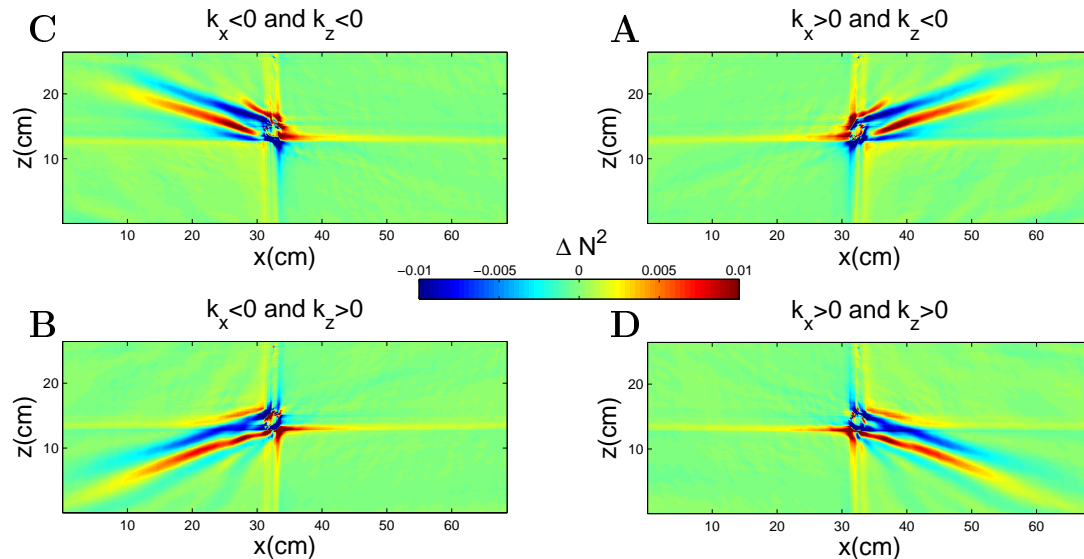 C k_x<0 and k_z<0
z(cm)
20
10
10 20 30 40 50 60
x(cm)
A k_x>0 and k_z<0
z(cm)
20
10
10 20 30 40 50 60
x(cm)
Δ N^2
−0.01 −0.005 0 0.005 0.01
B k_x<0 and k_z>0
z(cm)
20
10
10 20 30 40 50 60
x(cm)
D k_x>0 and k_z>0
z(cm)
20
10
10 20 30 40 50 60
x(cm)